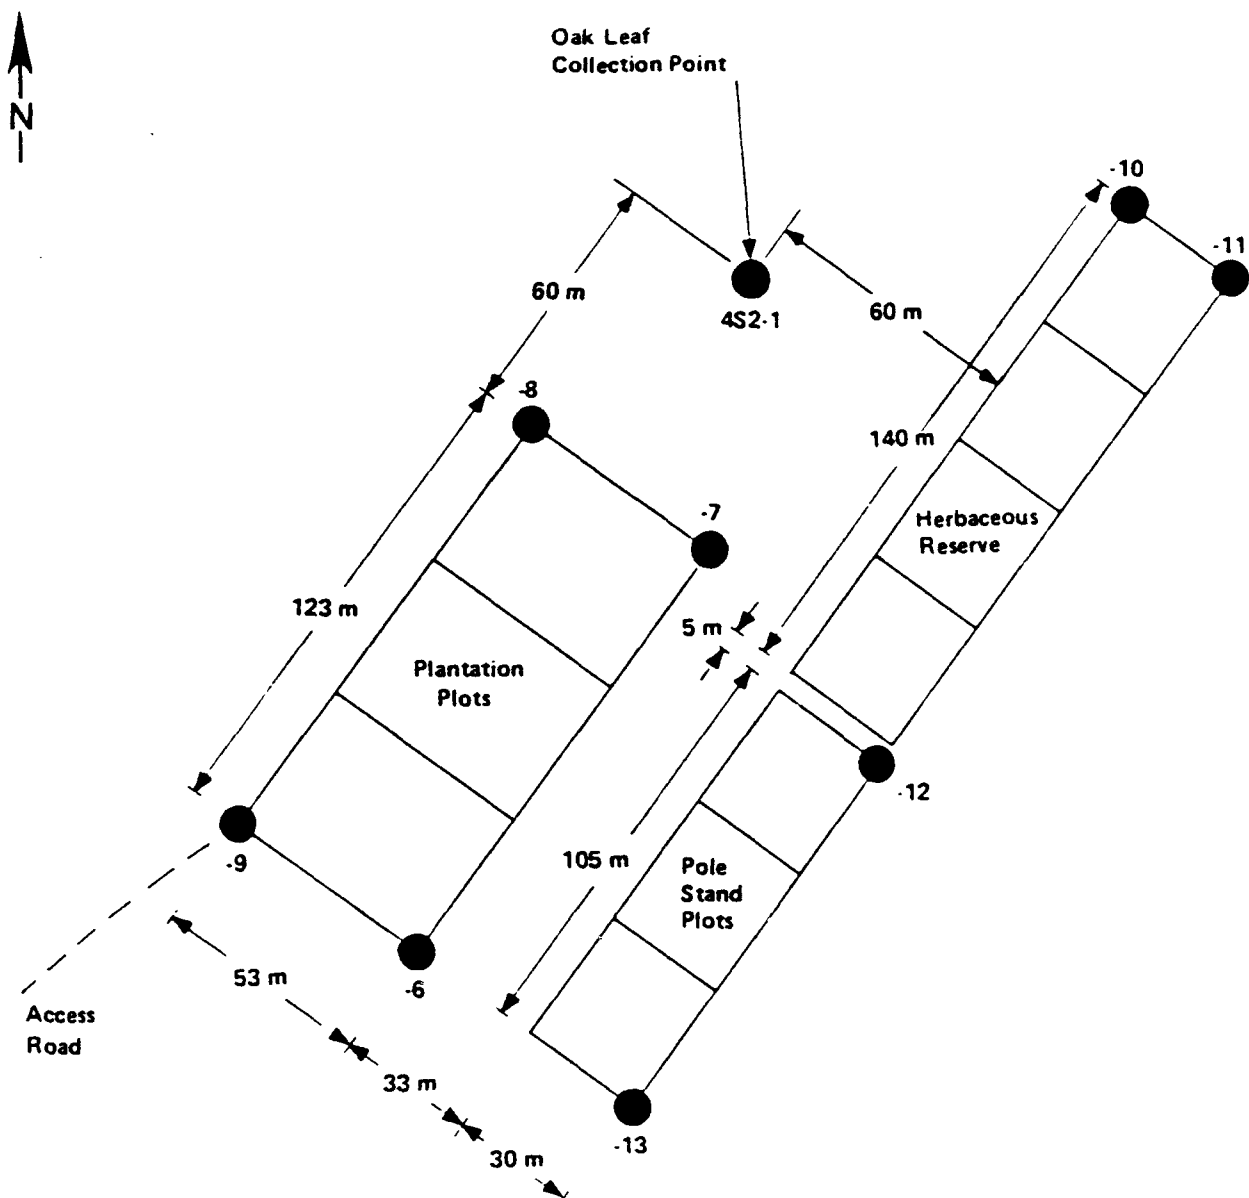 Oak Leaf
Collection Point
N
-10
-11
60 m
4S2-1
60 m
-8
140 m
-7
Herbaceous
Reserve
123 m
5 m
Plantation
Plots
-12
-9
105 m
Pole
Stand
Plots
53 m
-6
Access
Road
33 m
-13
30 m